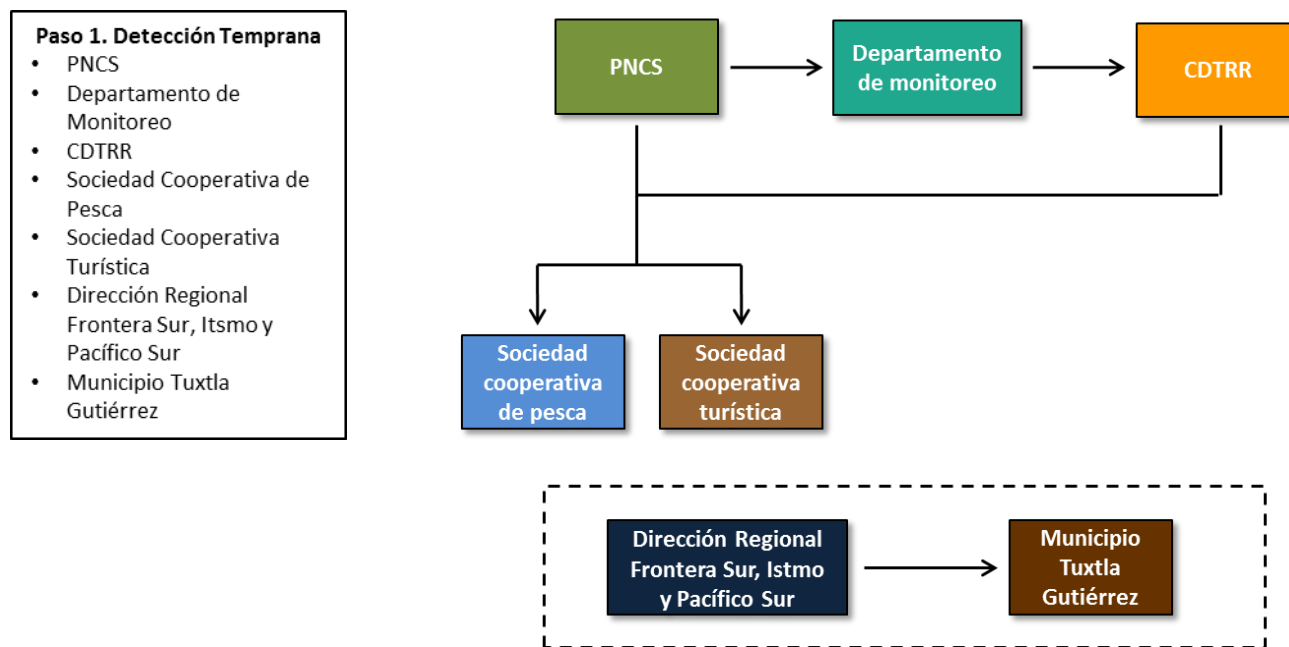 Paso 1. Detección Temprana
• PNCS
• Departamento de
Monitoreo
• CDTRR
• Sociedad Cooperativa de
Pesca
• Sociedad Cooperativa
Turística
• Dirección Regional
Frontera Sur, Itsmo y
Pacífico Sur
• Municipio Tuxtla
Gutiérrez
PNCS
Departamento
de monitoreo
CDTRR
Sociedad
cooperativa
de pesca
Sociedad
cooperativa
turística
Dirección Regional
Frontera Sur, Istmo
y Pacífico Sur
Municipio
Tuxtla
Gutiérrez